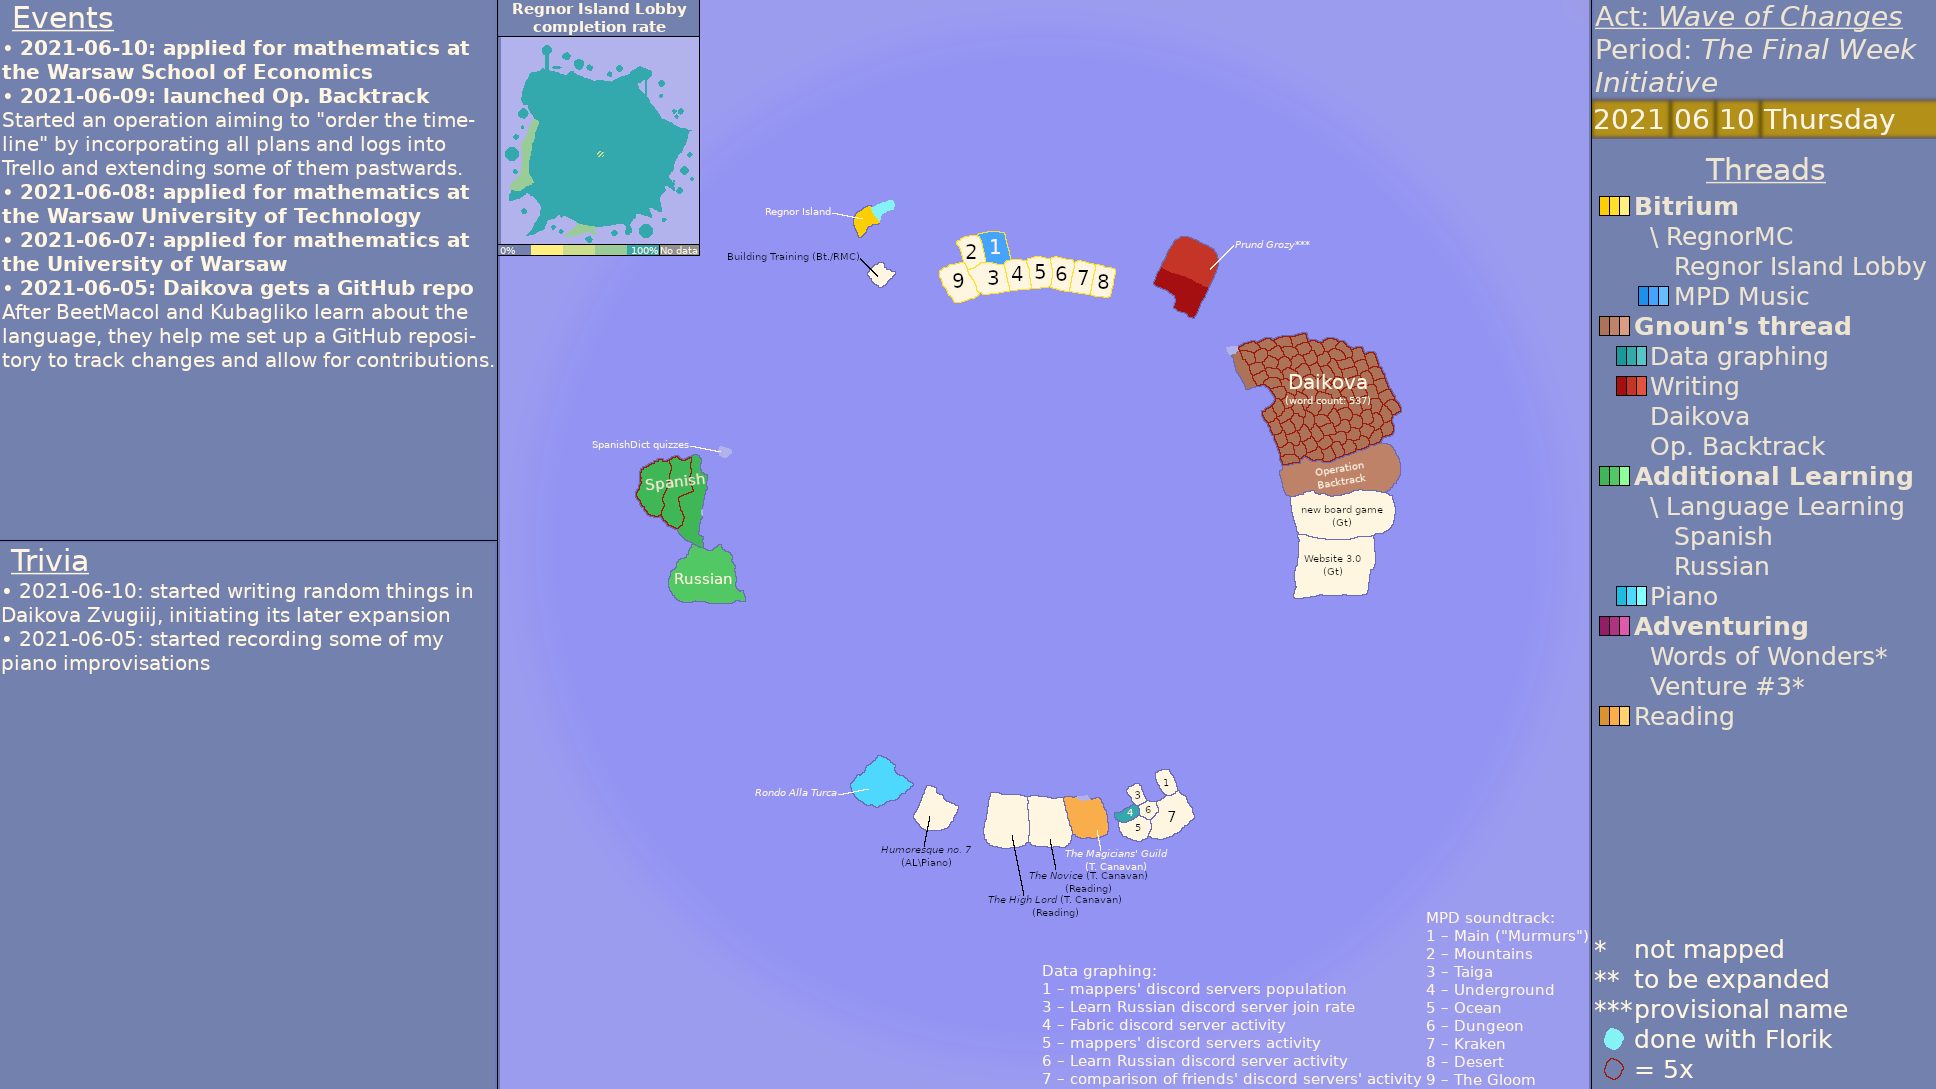 Events
• 2021-06-10: applied for mathematics at
the Warsaw School of Economics
• 2021-06-09: launched Op. Backtrack
Started an operation aiming to "order the time-
line" by incorporating all plans and logs into
Trello and extending some of them pastwards.
• 2021-06-08: applied for mathematics at
the Warsaw University of Technology
• 2021-06-07: applied for mathematics at
the University of Warsaw
• 2021-06-05: Daikova gets a GitHub repo
After BeetMacol and Kubagliko learn about the
language, they help me set up a GitHub reposi-
tory to track changes and allow for contributions.
Trivia
• 2021-06-10: started writing random things in
Daikova Zvugiij, initiating its later expansion
• 2021-06-05: started recording some of my
piano improvisations
Regnor Island Lobby
completion rate
0% 100% No data
Regnor Island
Building Training (Bt./RMC)
2 1
9 3 4 5 6 7 8
Prund Grozy***
Daikova
(word count: 537)
Operation
Backtrack
new board game
(Gt)
Website 3.0
(Gt)
SpanishDict quizzes
Spanish
Russian
Rondo Alla Turca
Humoresque no. 7
(AL\Piano)
The Magicians' Guild
(T. Canavan)
The Novice (T. Canavan)
(Reading)
The High Lord (T. Canavan)
(Reading)
1
3
4 6
5 7
Data graphing:
1 – mappers' discord servers population
3 – Learn Russian discord server join rate
4 – Fabric discord server activity
5 – mappers' discord servers activity
6 – Learn Russian discord server activity
7 – comparison of friends' discord servers' activity
MPD soundtrack:
1 – Main ("Murmurs")
2 – Mountains
3 – Taiga
4 – Underground
5 – Ocean
6 – Dungeon
7 – Kraken
8 – Desert
9 – The Gloom
Act: Wave of Changes
Period: The Final Week
Initiative
2021 06 10 Thursday
Threads
Bitrium
\ RegnorMC
Regnor Island Lobby
MPD Music
Gnoun's thread
Data graphing
Writing
Daikova
Op. Backtrack
Additional Learning
\ Language Learning
Spanish
Russian
Piano
Adventuring
Words of Wonders*
Venture #3*
Reading
* not mapped
** to be expanded
*** provisional name
done with Florik
= 5x